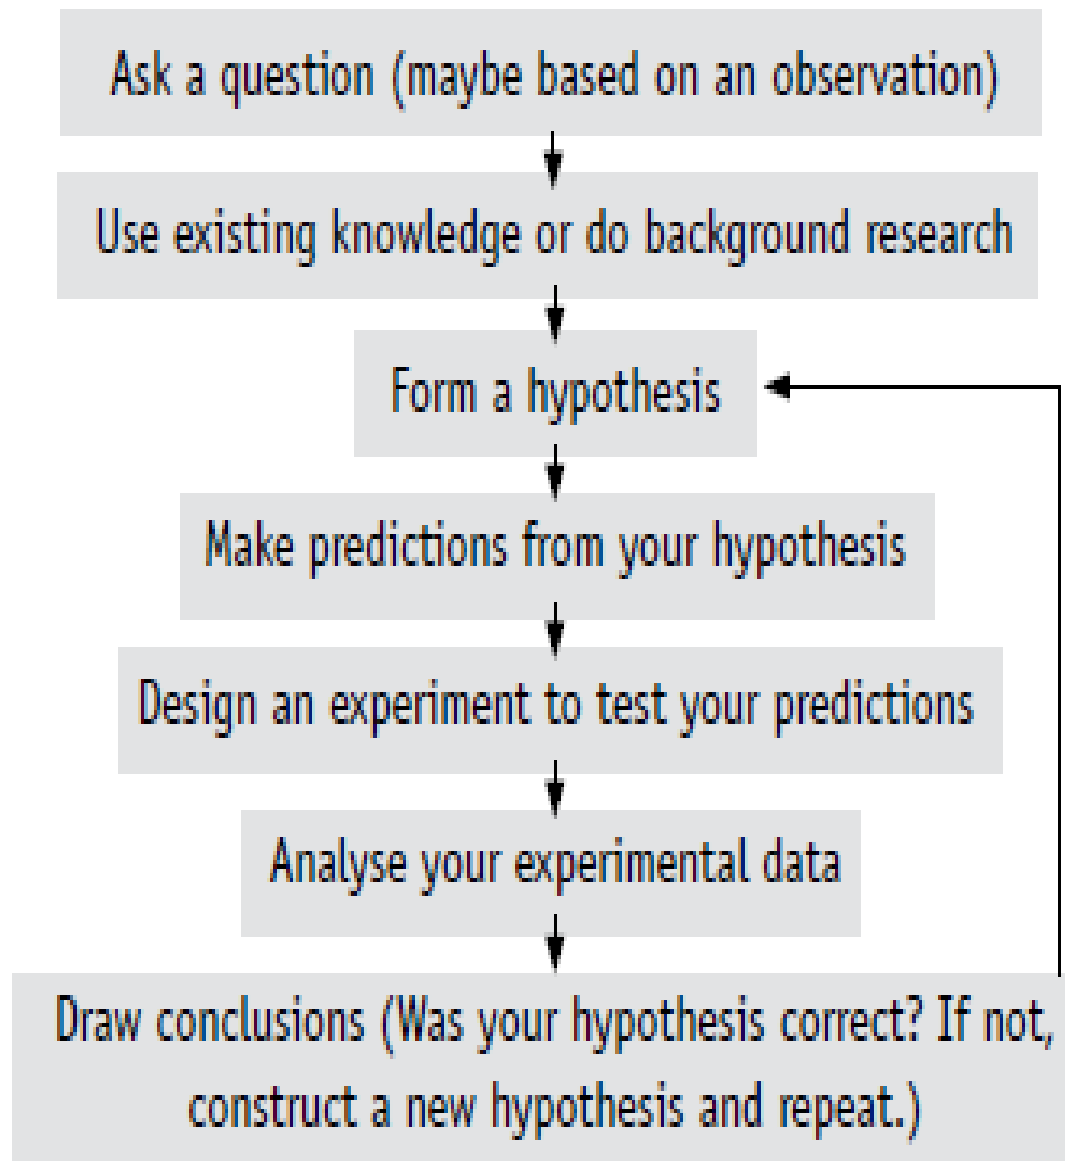 Ask a question (maybe based on an observation)
Use existing knowledge or do background research
Form a hypothesis
Make predictions from your hypothesis
Design an experiment to test your predictions
Analyse your experimental data
Draw conclusions (Was your hypothesis correct? If not,
construct a new hypothesis and repeat.)